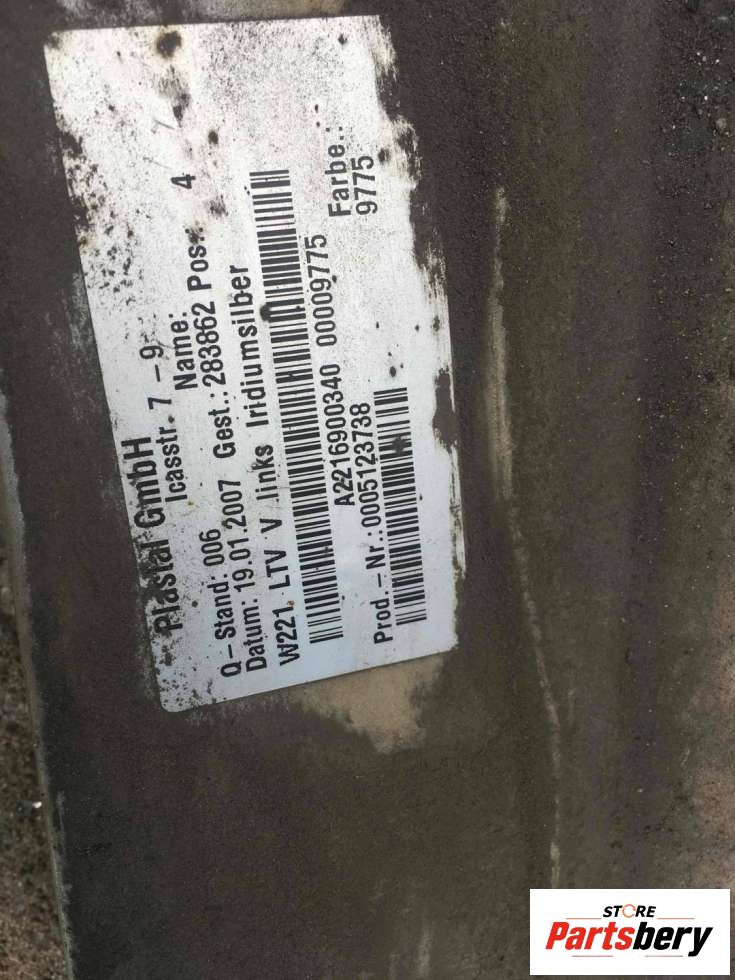 Plastal GmbH
7 - 9
Name:
Q-Stand: 006
Datum: 19.01.2007 Gest.: 283862 Pos.: 4
W221 LTV V links Iridiumsilber
A2216900340 00009775
Prod.-Nr.:0005123738
Farbe.:
9775
STORE
Partsbery